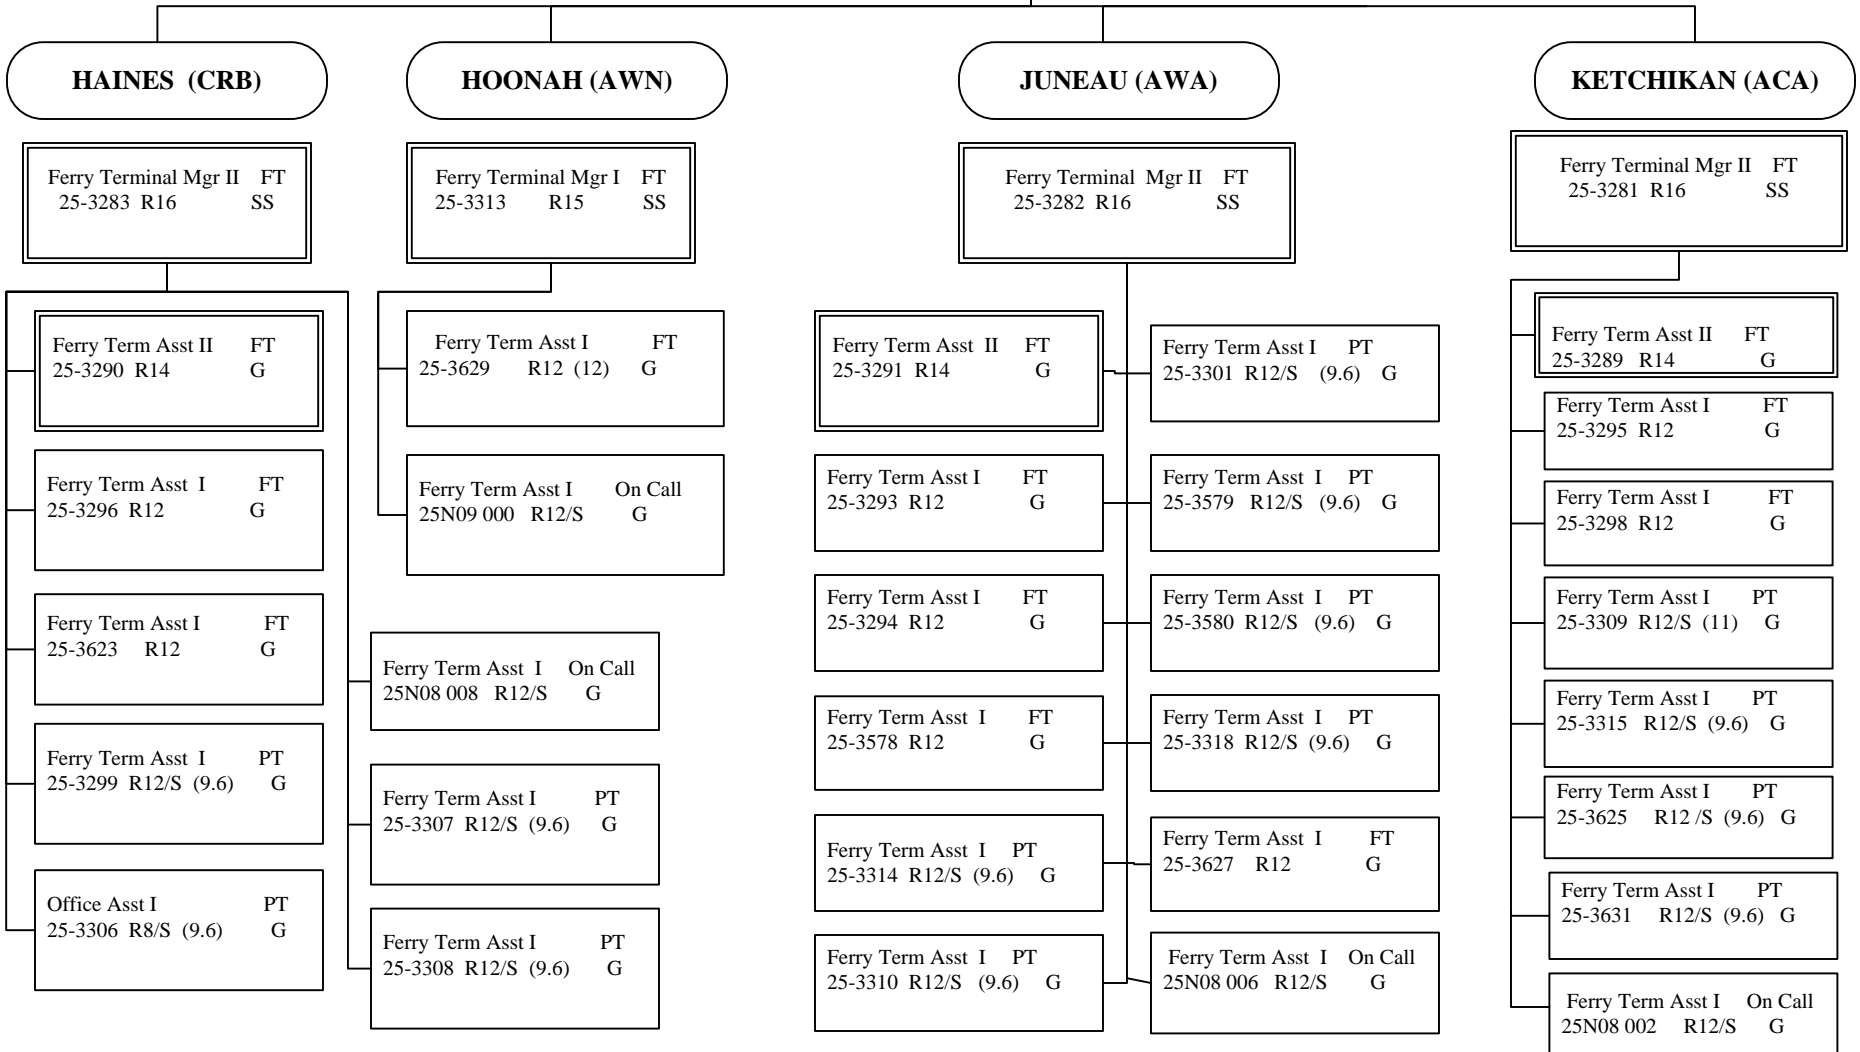 HAINES (CRB)
Ferry Terminal Mgr II FT
25-3283 R16 SS
Ferry Term Asst II FT
25-3290 R14 G
Ferry Term Asst I FT
25-3296 R12 G
Ferry Term Asst I FT
25-3623 R12 G
Ferry Term Asst I PT
25-3299 R12/S (9.6) G
Office Asst I PT
25-3306 R8/S (9.6) G
Ferry Term Asst I On Call
25N08 008 R12/S G
Ferry Term Asst I PT
25-3307 R12/S (9.6) G
Ferry Term Asst I PT
25-3308 R12/S (9.6) G
HOONAH (AWN)
Ferry Terminal Mgr I FT
25-3313 R15 SS
Ferry Term Asst I FT
25-3629 R12 (12) G
Ferry Term Asst I On Call
25N09 000 R12/S G
JUNEAU (AWA)
Ferry Terminal Mgr II FT
25-3282 R16 SS
Ferry Term Asst II FT
25-3291 R14 G
Ferry Term Asst I FT
25-3293 R12 G
Ferry Term Asst I FT
25-3294 R12 G
Ferry Term Asst I FT
25-3578 R12 G
Ferry Term Asst I PT
25-3314 R12/S (9.6) G
Ferry Term Asst I PT
25-3310 R12/S (9.6) G
Ferry Term Asst I PT
25-3301 R12/S (9.6) G
Ferry Term Asst I PT
25-3579 R12/S (9.6) G
Ferry Term Asst I PT
25-3580 R12/S (9.6) G
Ferry Term Asst I PT
25-3318 R12/S (9.6) G
Ferry Term Asst I FT
25-3627 R12 G
Ferry Term Asst I On Call
25N08 006 R12/S G
KETCHIKAN (ACA)
Ferry Terminal Mgr II FT
25-3281 R16 SS
Ferry Term Asst II FT
25-3289 R14 G
Ferry Term Asst I FT
25-3295 R12 G
Ferry Term Asst I FT
25-3298 R12 G
Ferry Term Asst I PT
25-3309 R12/S (11) G
Ferry Term Asst I PT
25-3315 R12/S (9.6) G
Ferry Term Asst I PT
25-3625 R12 /S (9.6) G
Ferry Term Asst I PT
25-3631 R12/S (9.6) G
Ferry Term Asst I On Call
25N08 002 R12/S G